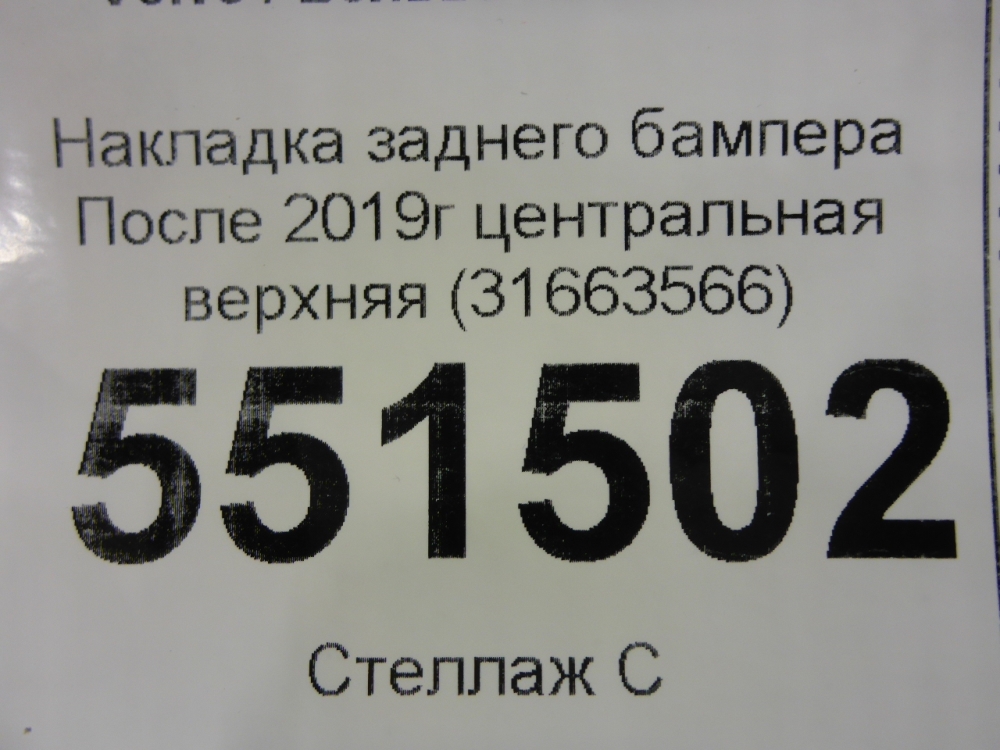 Накладка заднего бампера
После 2019г центральная
верхняя (31663566)
551502
Стеллаж С